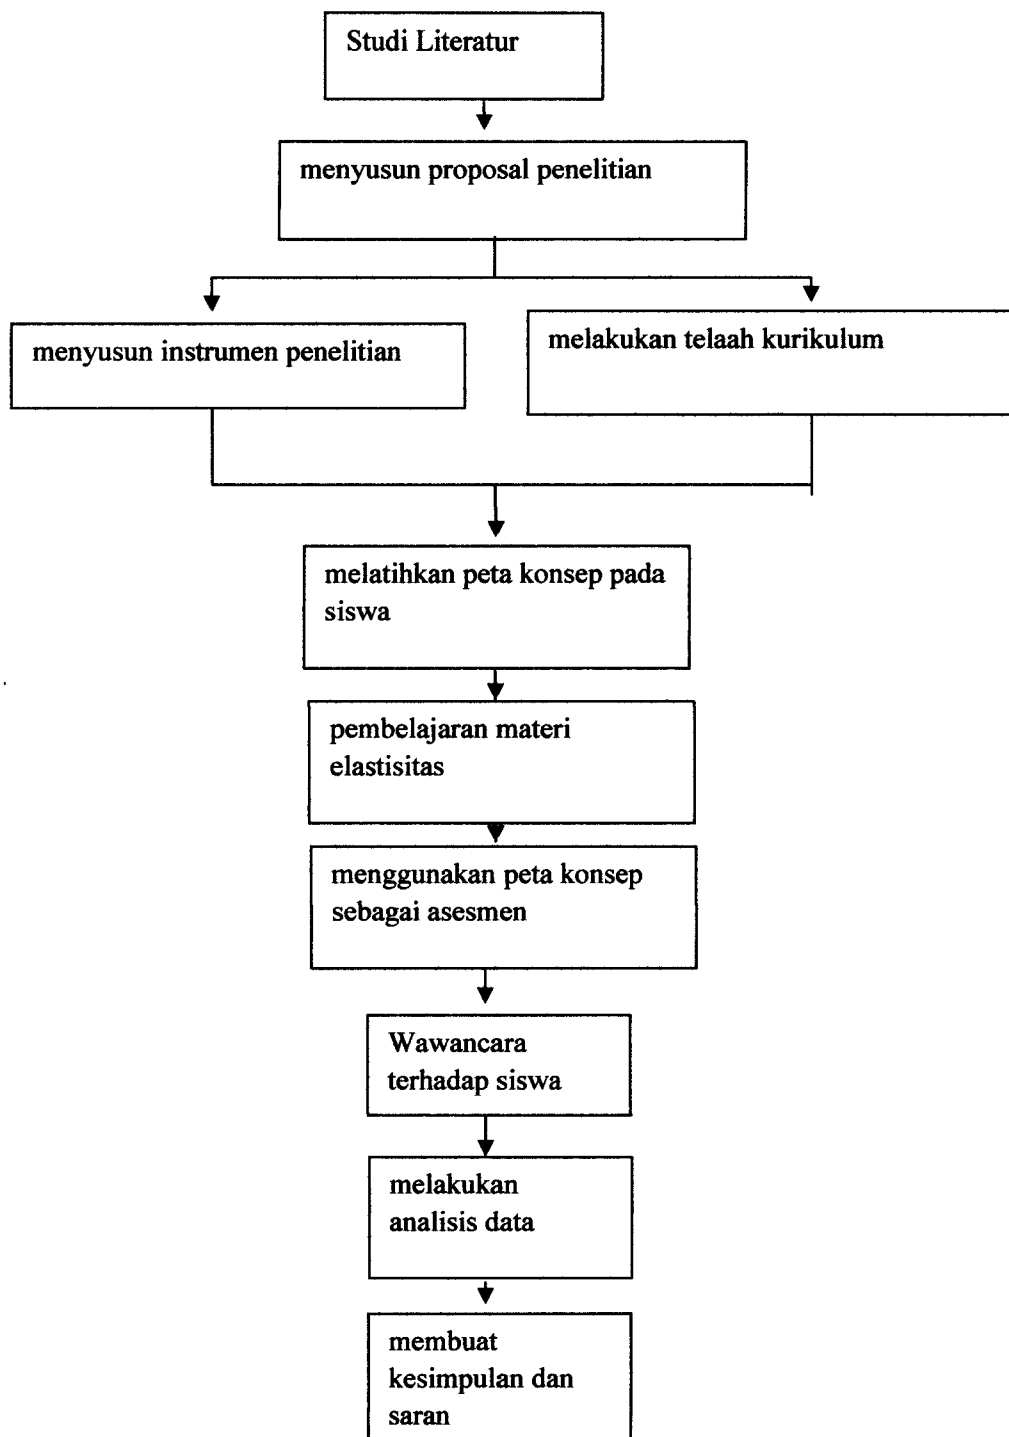 Studi Literatur
menyusun proposal penelitian
menyusun instrumen penelitian
melakukan telaah kurikulum
melatihkan peta konsep pada
siswa
pembelajaran materi
elastisitas
menggunakan peta konsep
sebagai asesmen
Wawancara
terhadap siswa
melakukan
analisis data
membuat
kesimpulan dan
saran